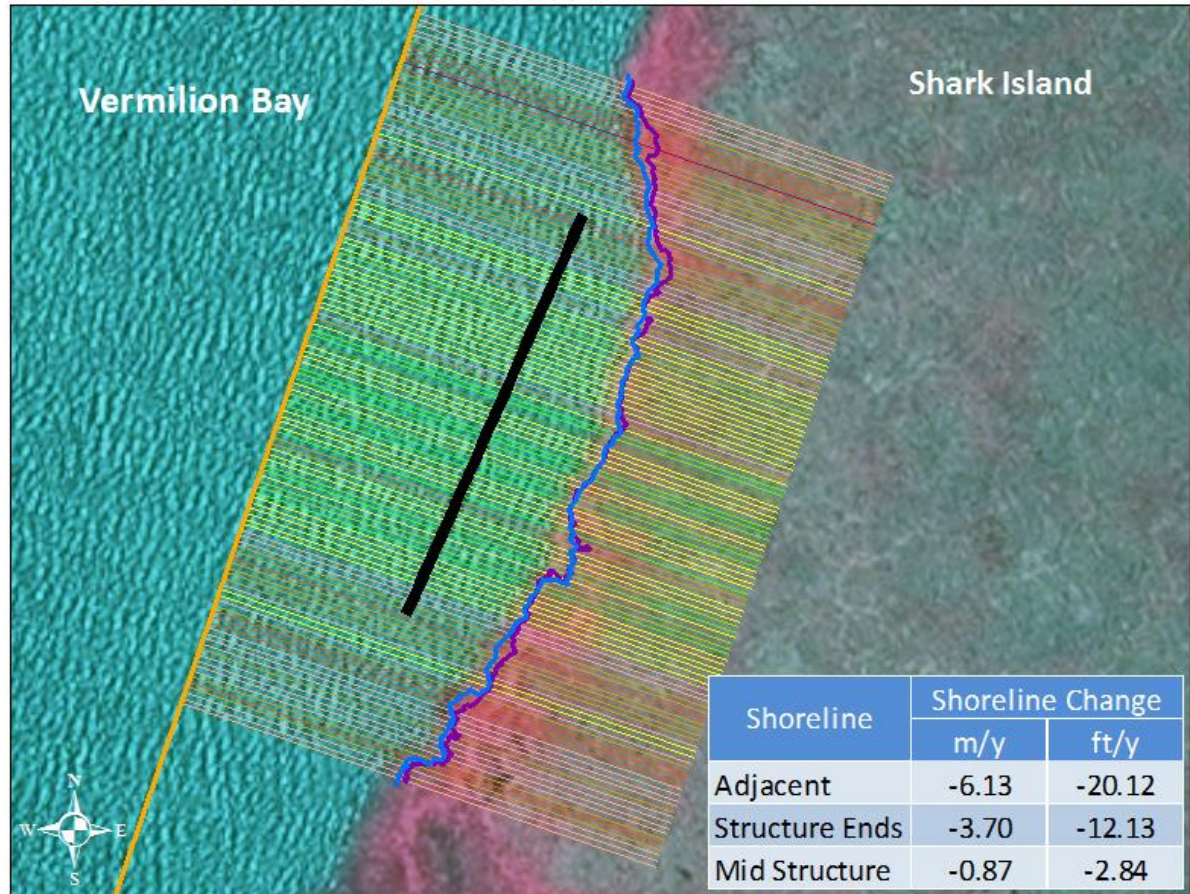 Vermilion Bay
Shark Island
N
W E
S
Shoreline Shoreline Change
m/y ft/y
Adjacent -6.13 -20.12
Structure Ends -3.70 -12.13
Mid Structure -0.87 -2.84